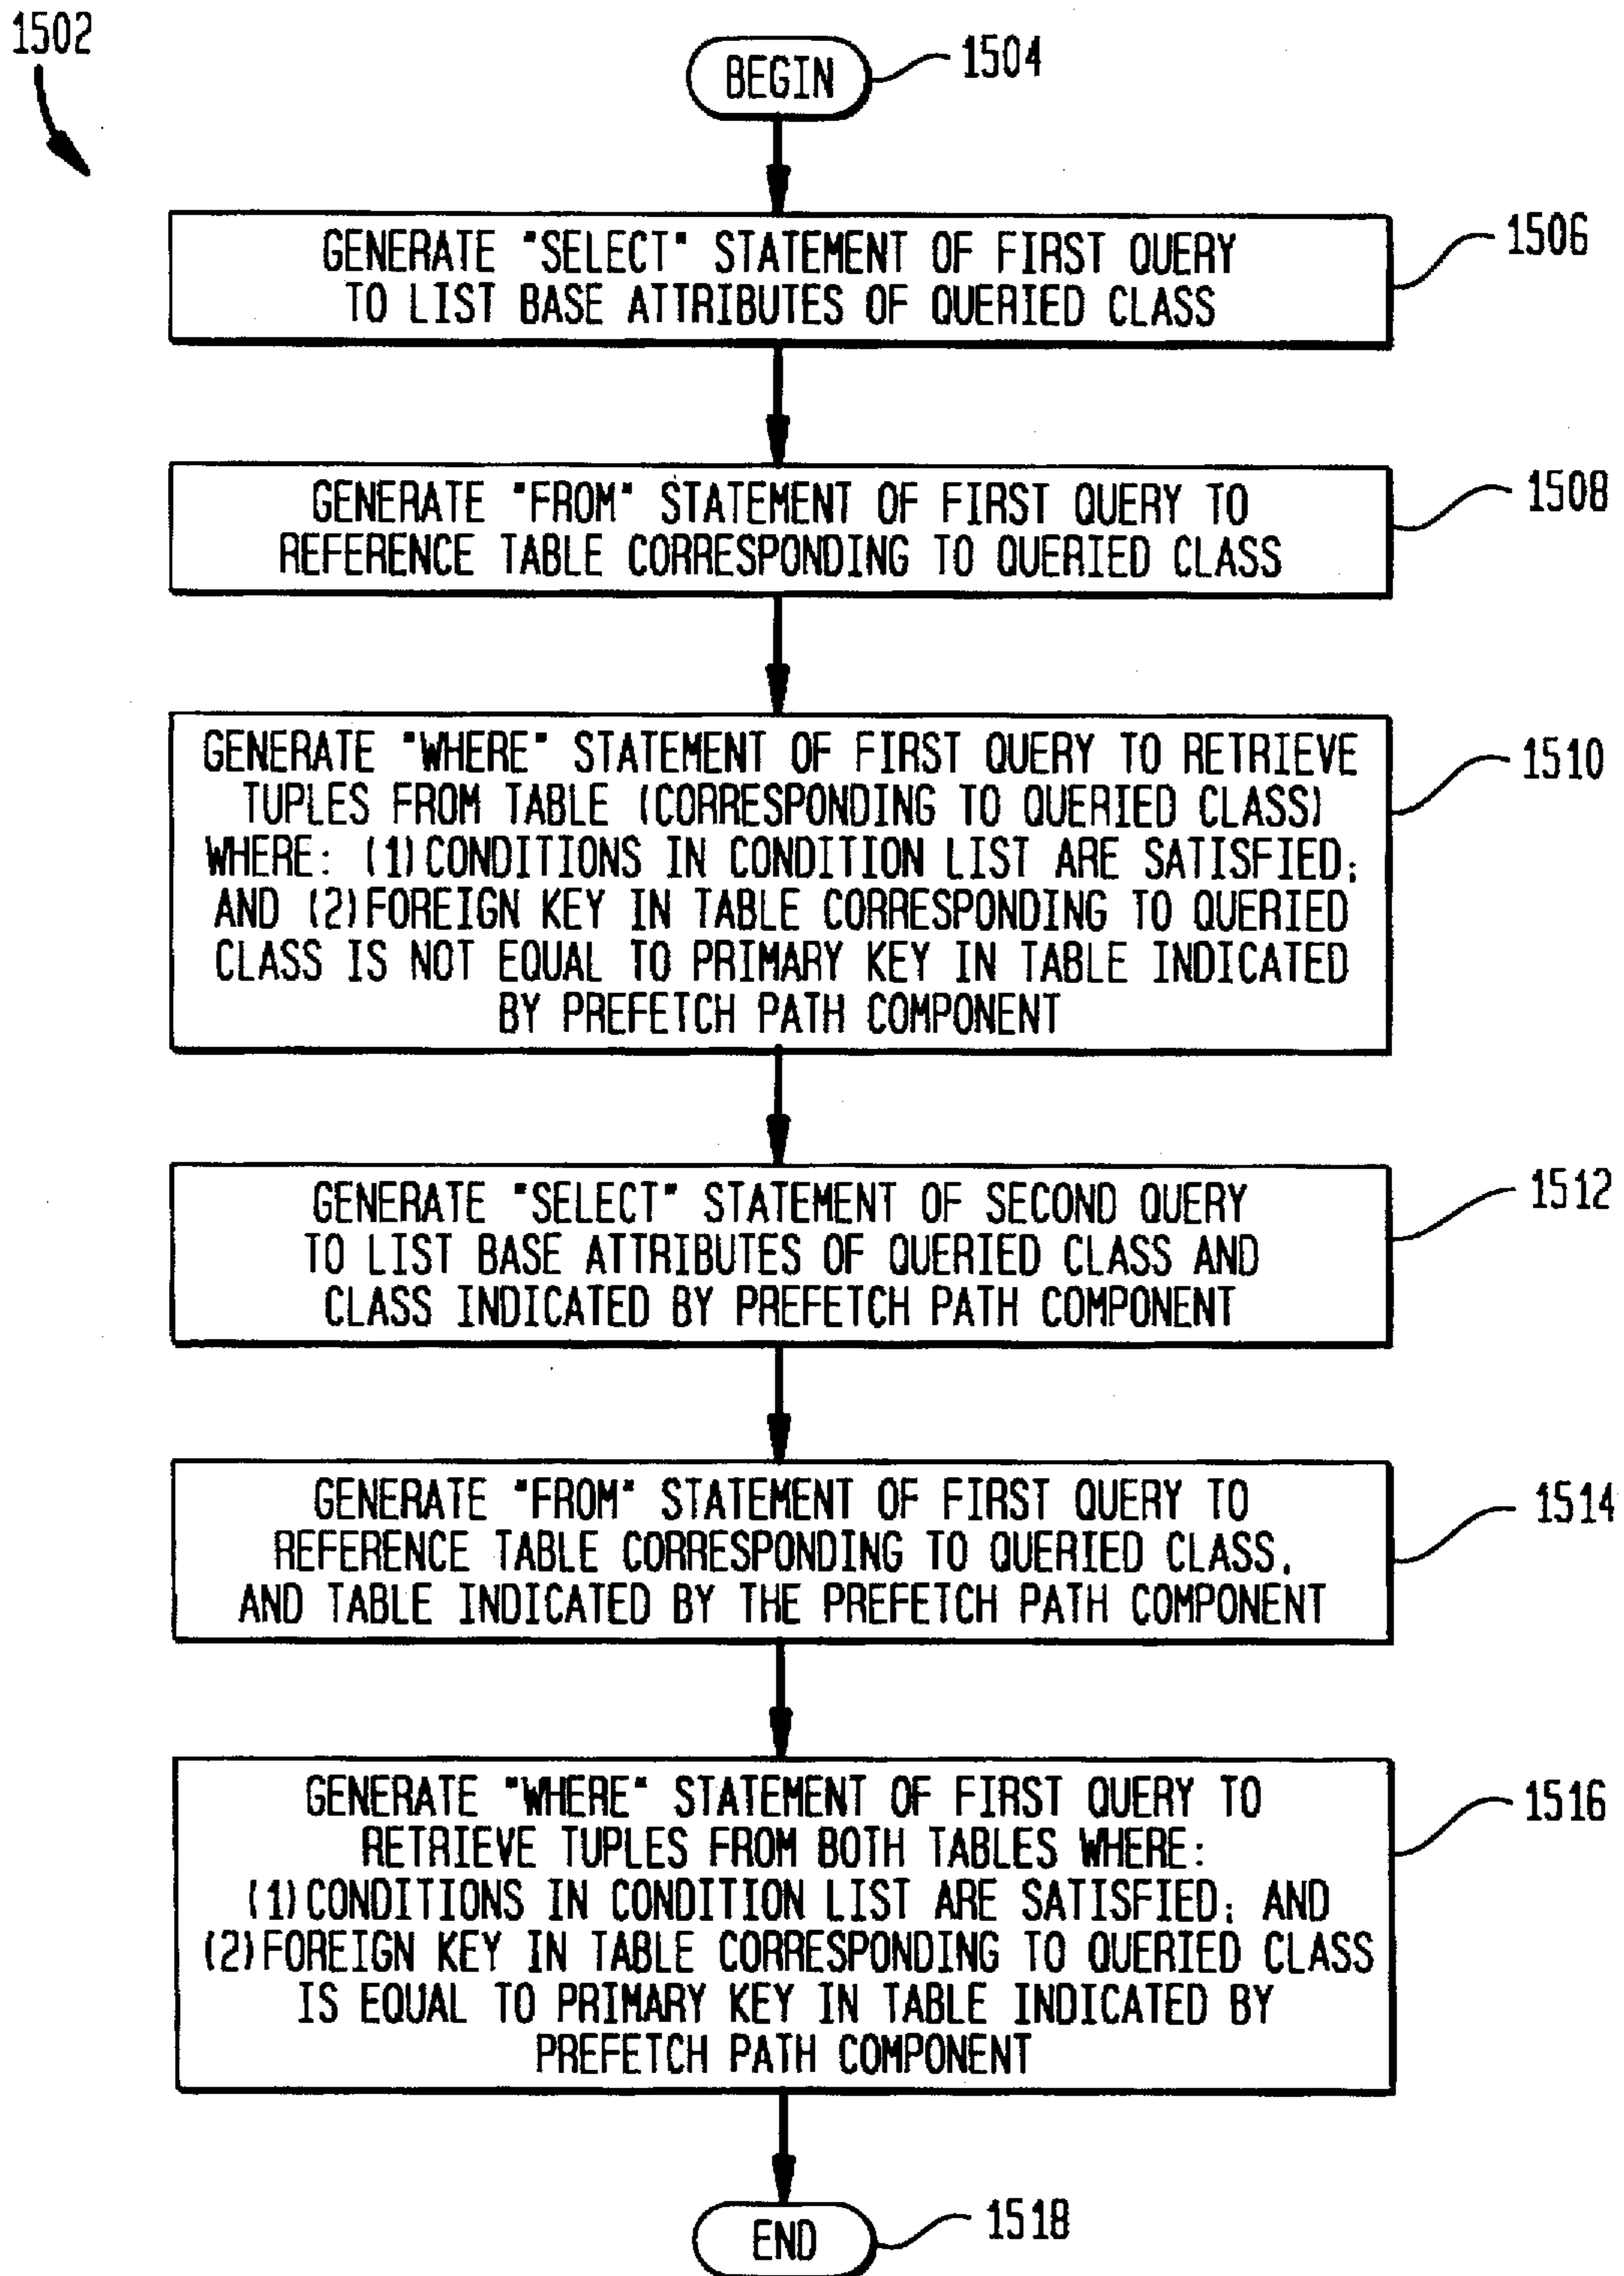 1502
BEGIN
1504
GENERATE "SELECT" STATEMENT OF FIRST QUERY
TO LIST BASE ATTRIBUTES OF QUERIED CLASS
1506
GENERATE "FROM" STATEMENT OF FIRST QUERY TO
REFERENCE TABLE CORRESPONDING TO QUERIED CLASS
1508
GENERATE "WHERE" STATEMENT OF FIRST QUERY TO RETRIEVE
TUPLES FROM TABLE (CORRESPONDING TO QUERIED CLASS)
WHERE: (1) CONDITIONS IN CONDITION LIST ARE SATISFIED;
AND (2) FOREIGN KEY IN TABLE CORRESPONDING TO QUERIED
CLASS IS NOT EQUAL TO PRIMARY KEY IN TABLE INDICATED
BY PREFETCH PATH COMPONENT
1510
GENERATE "SELECT" STATEMENT OF SECOND QUERY
TO LIST BASE ATTRIBUTES OF QUERIED CLASS AND
CLASS INDICATED BY PREFETCH PATH COMPONENT
1512
GENERATE "FROM" STATEMENT OF FIRST QUERY TO
REFERENCE TABLE CORRESPONDING TO QUERIED CLASS,
AND TABLE INDICATED BY THE PREFETCH PATH COMPONENT
1514
GENERATE "WHERE" STATEMENT OF FIRST QUERY TO
RETRIEVE TUPLES FROM BOTH TABLES WHERE:
(1) CONDITIONS IN CONDITION LIST ARE SATISFIED; AND
(2) FOREIGN KEY IN TABLE CORRESPONDING TO QUERIED CLASS
IS EQUAL TO PRIMARY KEY IN TABLE INDICATED BY
PREFETCH PATH COMPONENT
1516
END
1518